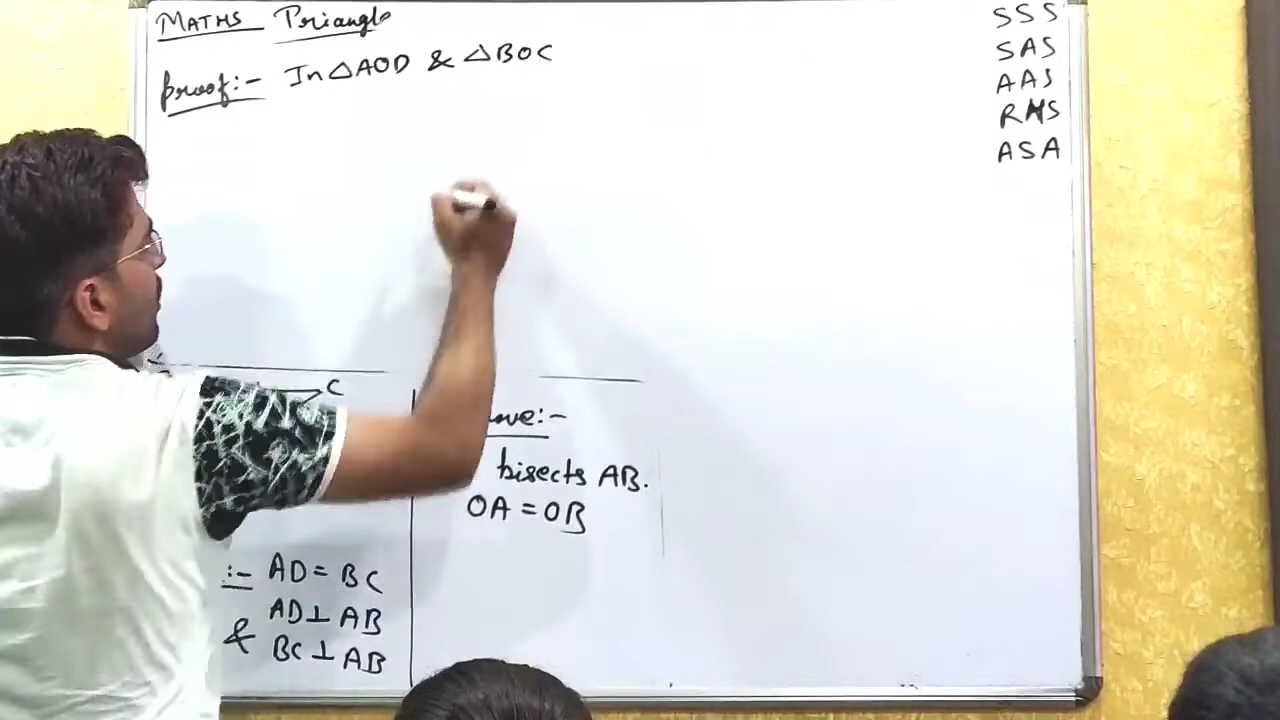 MATHS Triangle
Proof:- In △AOD & △BOC
SSS
SAS
AAS
RHS
ASA
C
:-
bisects AB.
OA = OB
:- AD = BC
AD ⊥ AB
& BC ⊥ AB